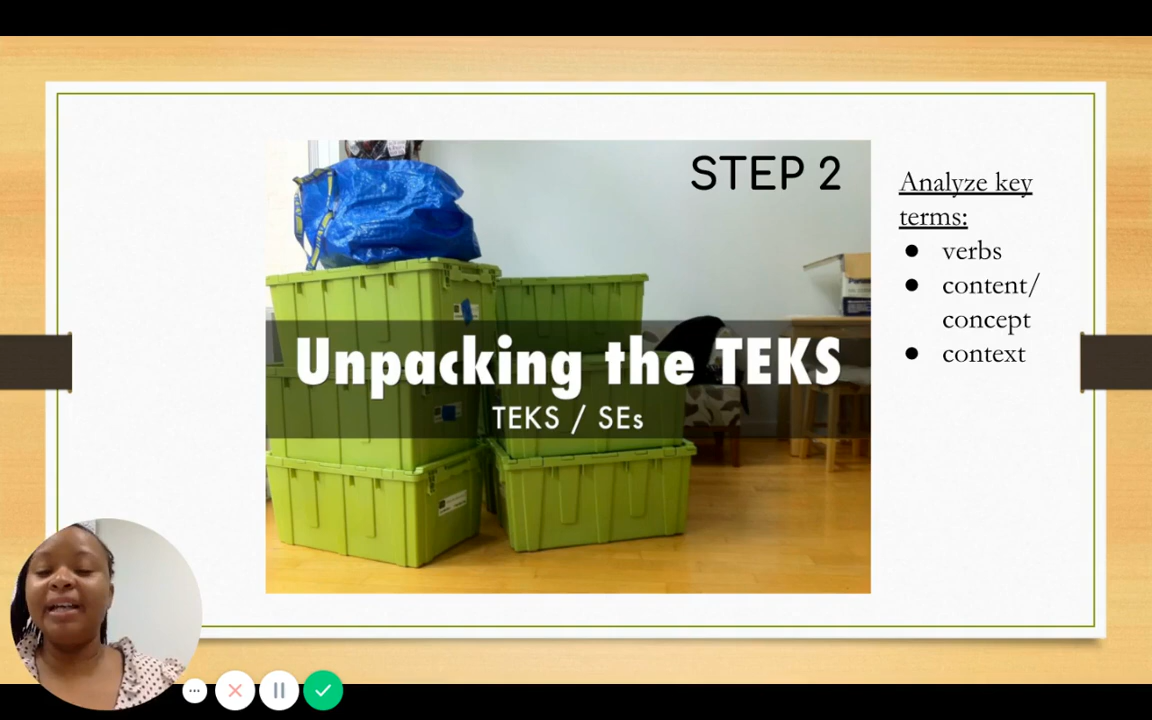 STEP 2
Unpacking the TEKS
TEKS / SEs
Analyze key
terms:
● verbs
● content/
concept
● context